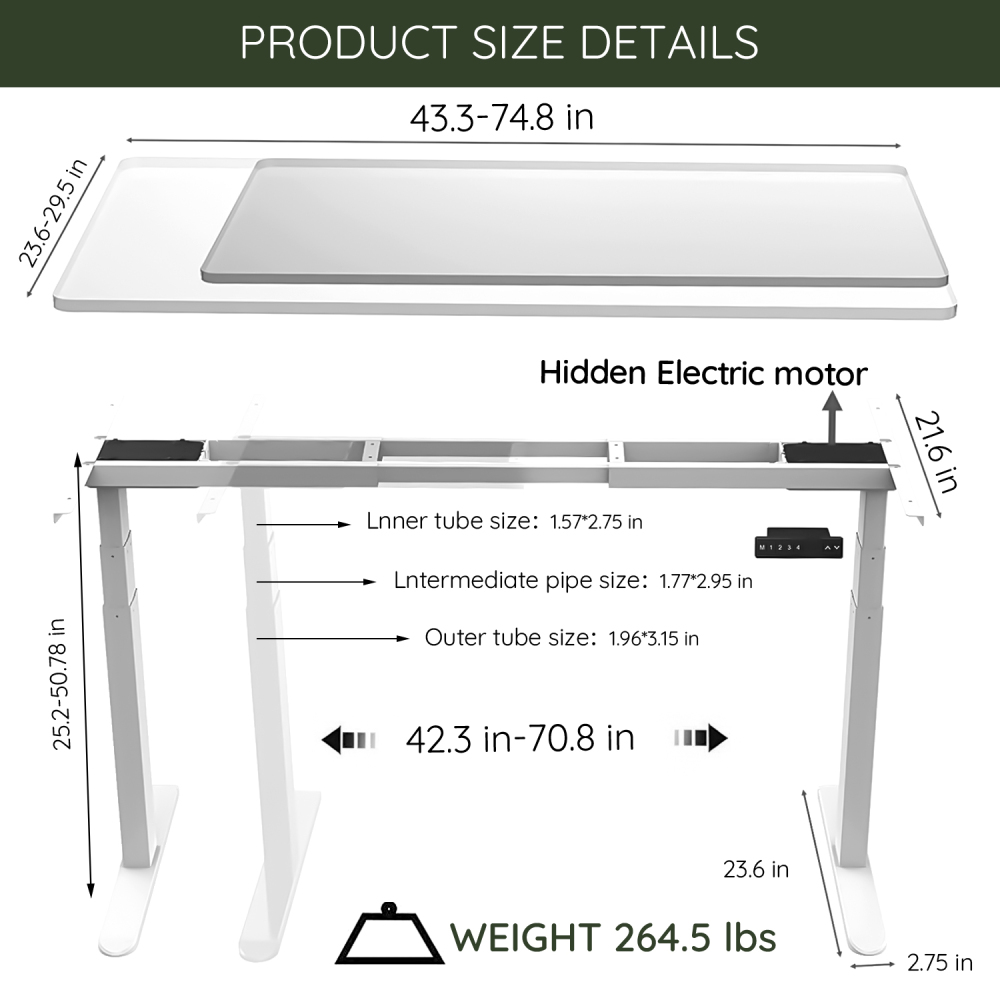 PRODUCT SIZE DETAILS
43.3-74.8 in
23.6-29.5 in
Hidden Electric motor
21.6 in
Lnner tube size: 1.57*2.75 in
M 1 2 3 4
Lntermediate pipe size: 1.77*2.95 in
Outer tube size: 1.96*3.15 in
25.2-50.78 in
42.3 in-70.8 in
23.6 in
WEIGHT 264.5 lbs
2.75 in